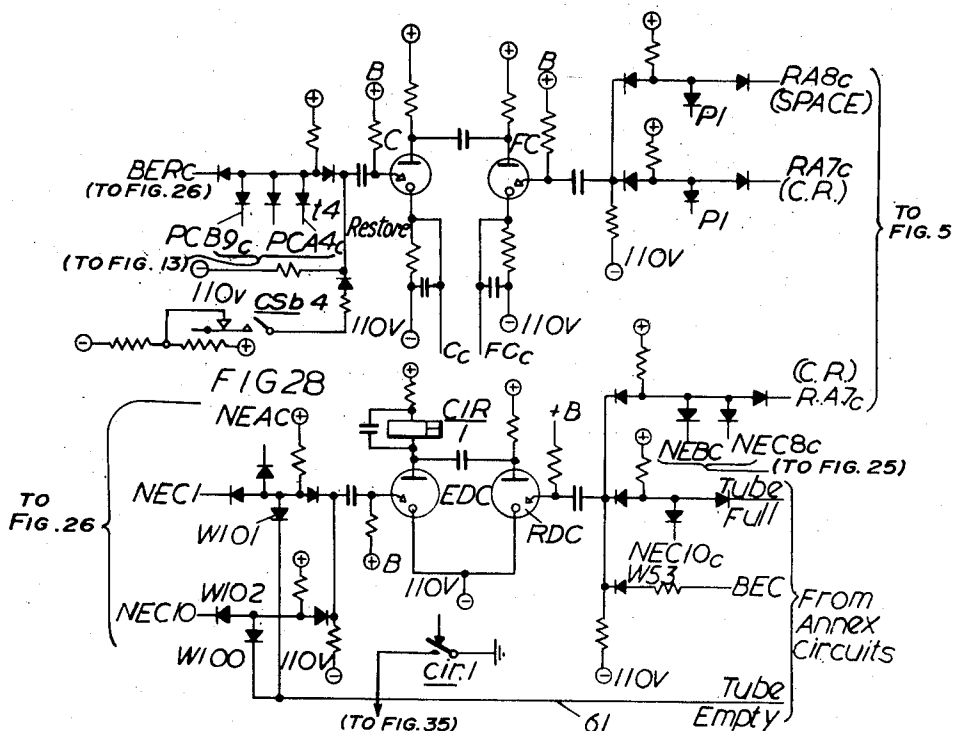 B
B
RA8c
(SPACE)
P1
C
FC
BERc
(TO FIG. 26)
RA7c
(C.R.)
P1
t4
PCB9c PCA4c
Restore
(TO FIG. 13)
TO
FIG. 5
110V
110v
CSb 4
110V
110V
Cc
FCc
FIG 28
(C.R.)
RA7c
CIR
1
+B
NEAC
NEBc
NEC8c
(TO FIG. 25)
TO
FIG. 26
NEC1
EDC
RDC
Tube
Full
W101
B
NEC10c
110V
W53
BEC
NEC10
W102
From
Annex
Circuits
W100
110V
cir.1
110V
Tube
Empty
61
(TO FIG. 35)